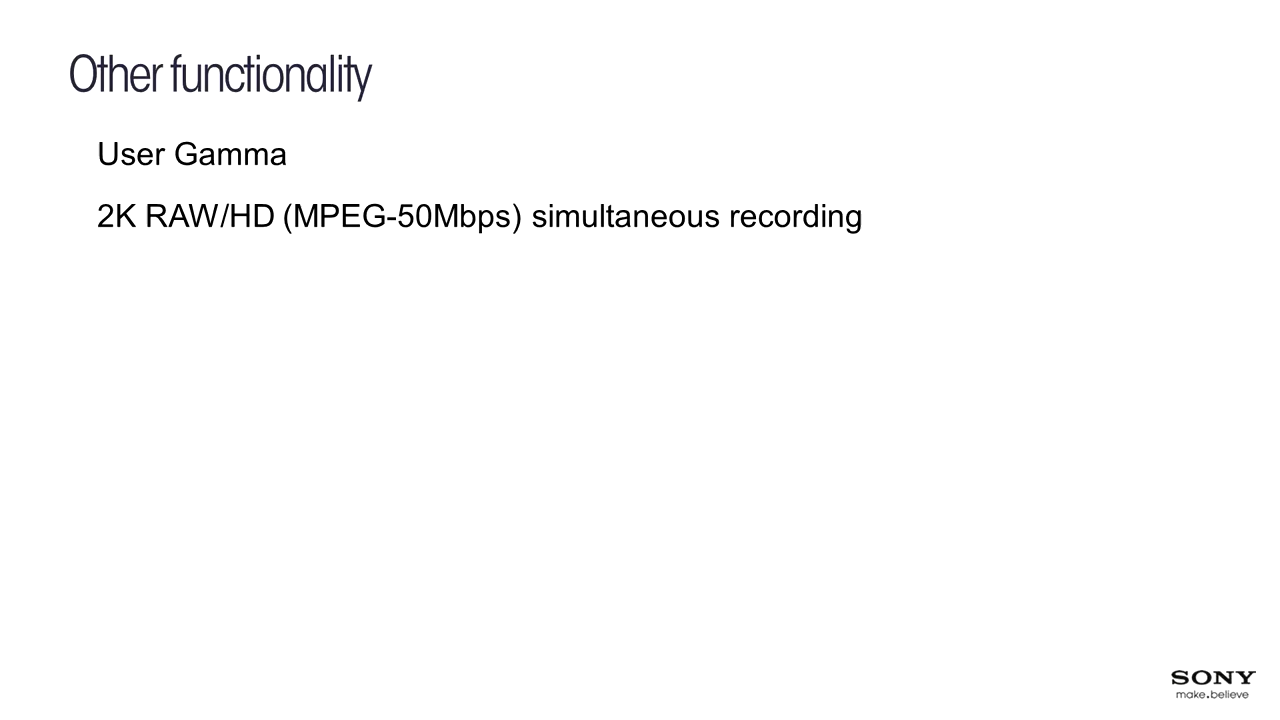 Other functionality
User Gamma
2K RAW/HD (MPEG-50Mbps) simultaneous recording
SONY
make.believe